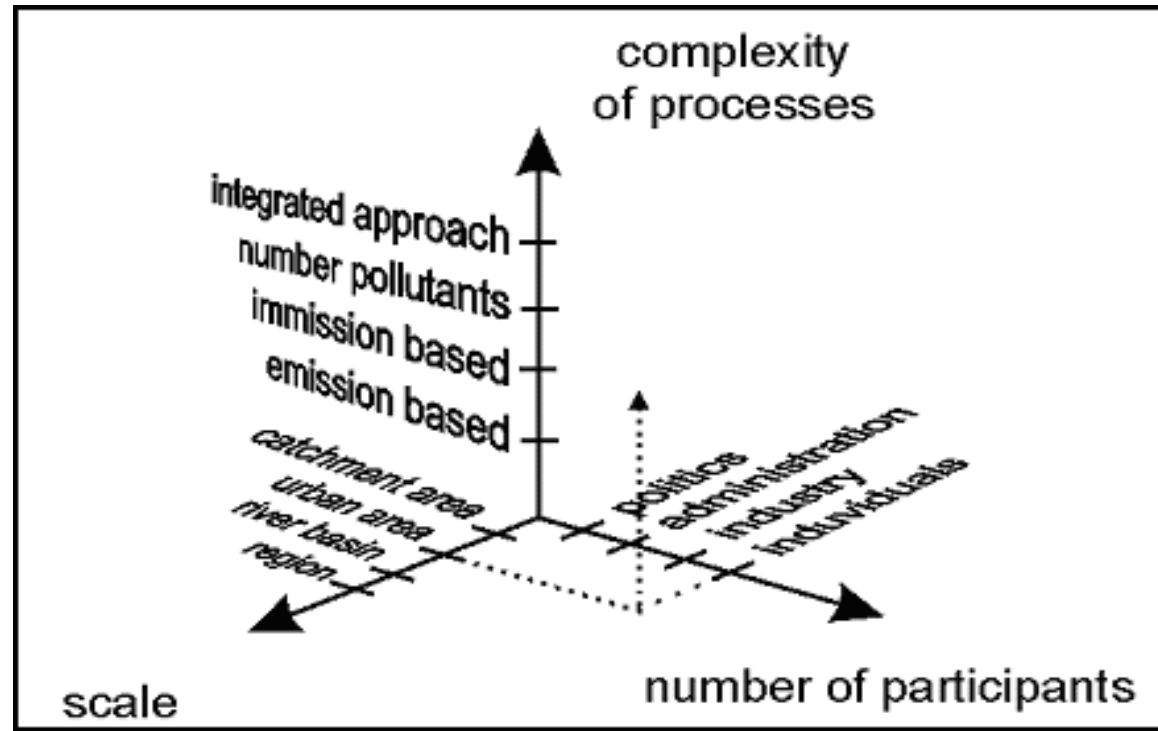 complexity
of processes
integrated approach
number pollutants
immission based
emission based
catchment area
urban area
river basin
region
politics
administration
industry
induviduals
scale
number of participants